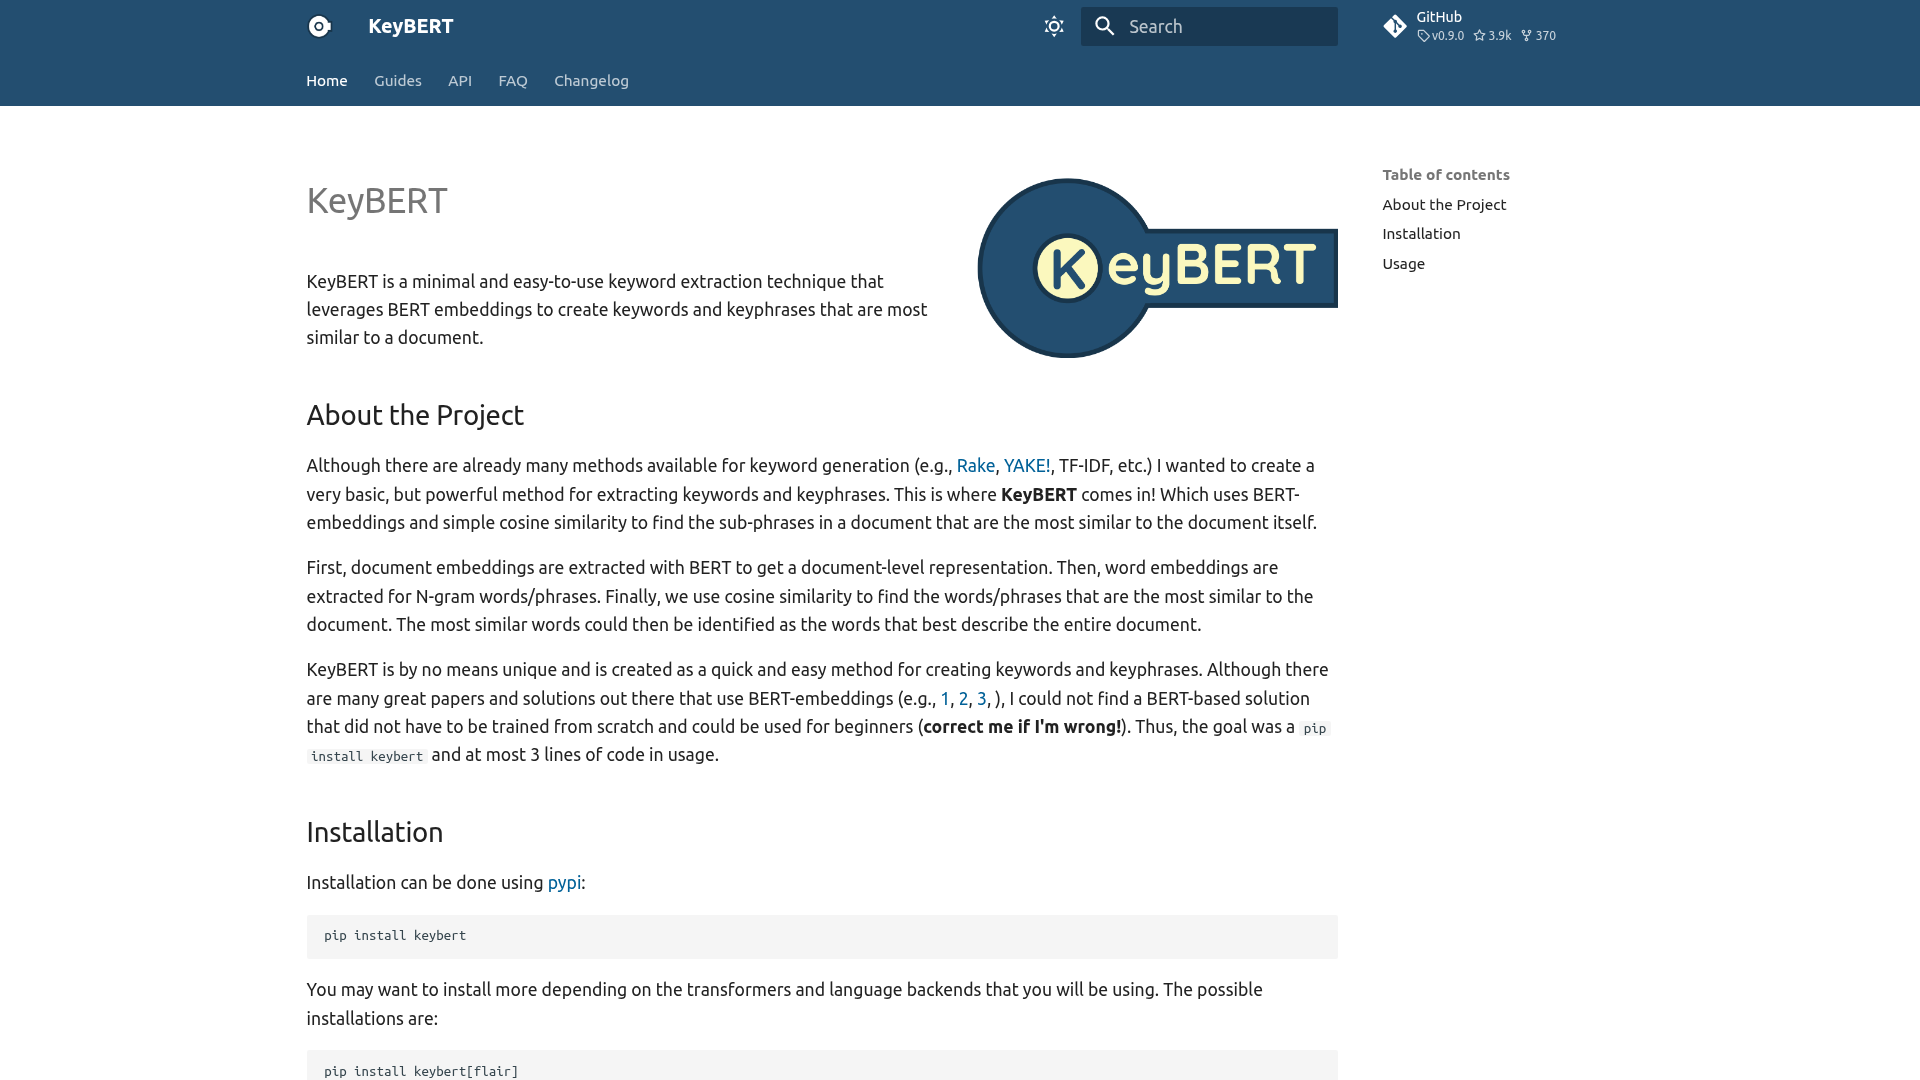 KeyBERT
Search
GitHub
v0.9.0 3.9k 370
Home Guides API FAQ Changelog
KeyBERT
KeyBERT is a minimal and easy-to-use keyword extraction technique that
leverages BERT embeddings to create keywords and keyphrases that are most
similar to a document.
KeyBERT
Table of contents
About the Project
Installation
Usage
About the Project
Although there are already many methods available for keyword generation (e.g., Rake, YAKE!, TF-IDF, etc.) I wanted to create a
very basic, but powerful method for extracting keywords and keyphrases. This is where KeyBERT comes in! Which uses BERT-
embeddings and simple cosine similarity to find the sub-phrases in a document that are the most similar to the document itself.
First, document embeddings are extracted with BERT to get a document-level representation. Then, word embeddings are
extracted for N-gram words/phrases. Finally, we use cosine similarity to find the words/phrases that are the most similar to the
document. The most similar words could then be identified as the words that best describe the entire document.
KeyBERT is by no means unique and is created as a quick and easy method for creating keywords and keyphrases. Although there
are many great papers and solutions out there that use BERT-embeddings (e.g., 1, 2, 3, ), I could not find a BERT-based solution
that did not have to be trained from scratch and could be used for beginners (correct me if I'm wrong!). Thus, the goal was a pip
install keybert and at most 3 lines of code in usage.
Installation
Installation can be done using pypi:
pip install keybert
You may want to install more depending on the transformers and language backends that you will be using. The possible
installations are:
pip install keybert[flair]